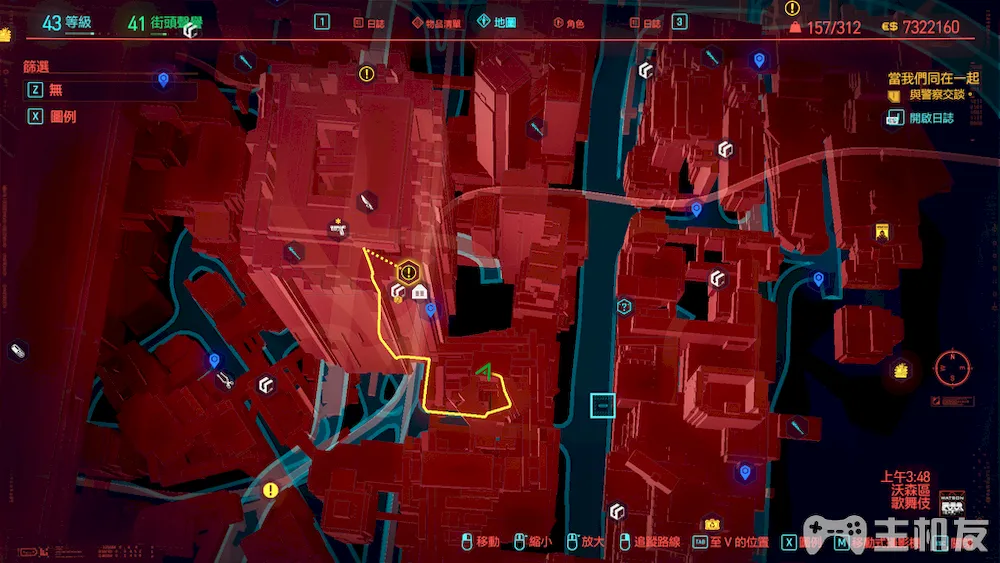 43 等級
41 街頭聲譽
1
日誌
物品清單
地圖
角色
日誌
3
157/312
€$ 7322160
篩選
Z 無
X 圖例
當我們同在一起
與警察交談。
開啟日誌
N
上午3:48
沃森區
歌舞伎
WATSON
移動
縮小
放大
追蹤路線
TAB 至 V 的位置
X
M
主机友